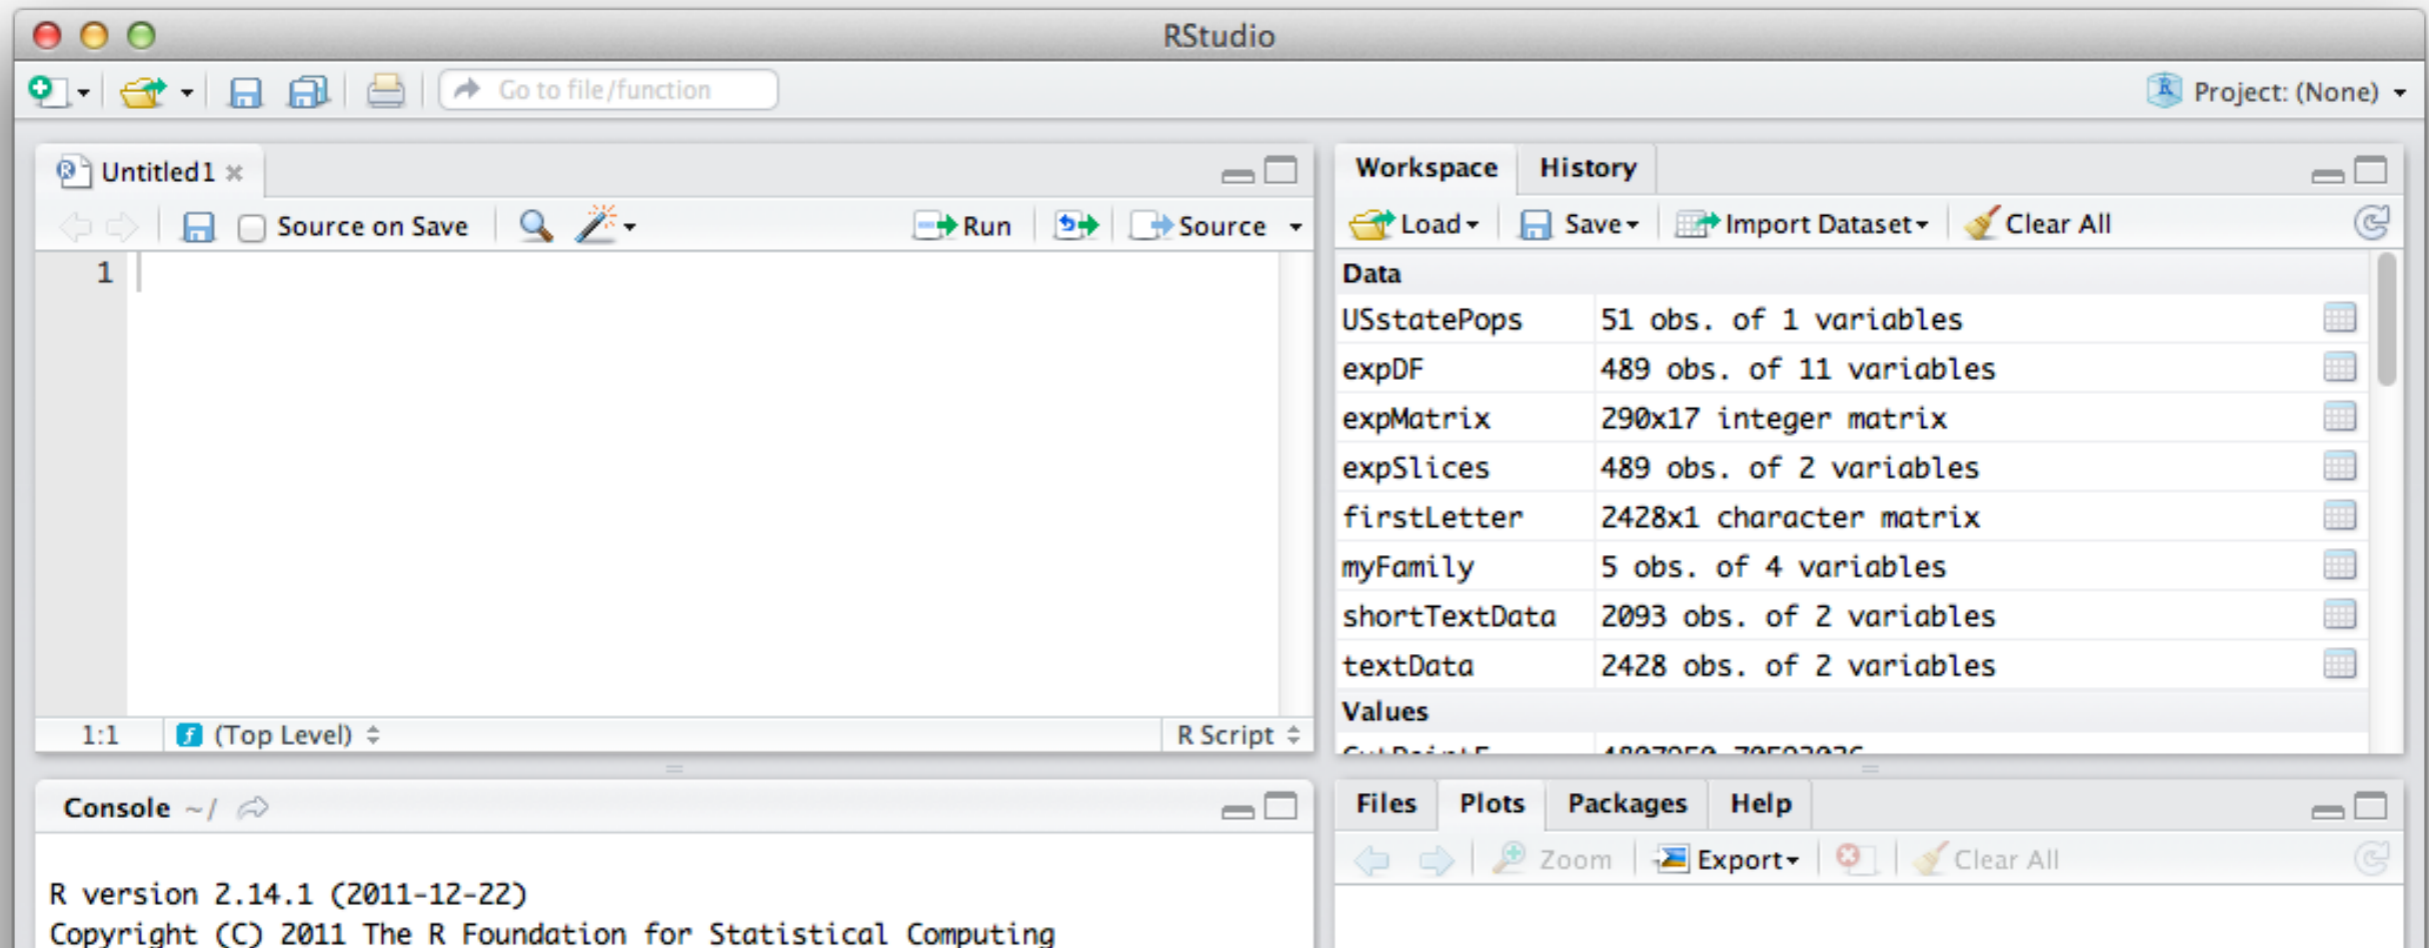 RStudio
Go to file/function
Project: (None)
Untitled1
Source on Save
Run
Source
1
1:1
(Top Level)
R Script
Workspace
History
Load
Save
Import Dataset
Clear All
Data
USstatePops 51 obs. of 1 variables
expDF 489 obs. of 11 variables
expMatrix 290x17 integer matrix
expSlices 489 obs. of 2 variables
firstLetter 2428x1 character matrix
myFamily 5 obs. of 4 variables
shortTextData 2093 obs. of 2 variables
textData 2428 obs. of 2 variables
Values
Console ~/
R version 2.14.1 (2011-12-22)
Copyright (C) 2011 The R Foundation for Statistical Computing
Files
Plots
Packages
Help
Zoom
Export
Clear All